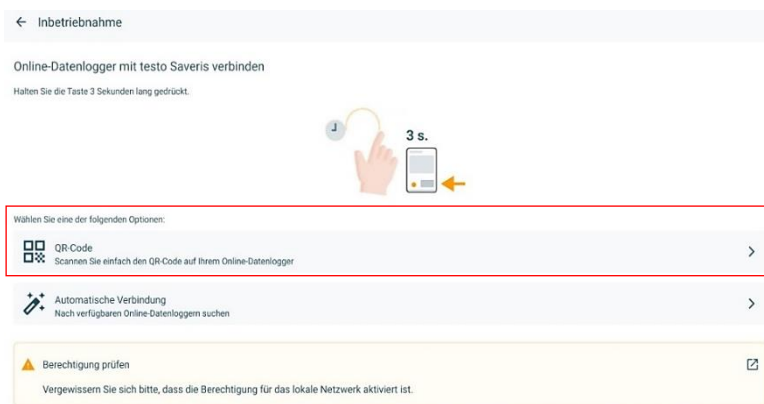 Inbetriebnahme
Online-Datenlogger mit testo Saveris verbinden
Halten Sie die Taste 3 Sekunden lang gedrückt.
3 s.
Wählen Sie eine der folgenden Optionen:
QR-Code
Scannen Sie einfach den QR-Code auf Ihrem Online-Datenlogger
Automatische Verbindung
Nach verfügbaren Online-Datenloggern suchen
Berechtigung prüfen
Vergewissern Sie sich bitte, dass die Berechtigung für das lokale Netzwerk aktiviert ist.